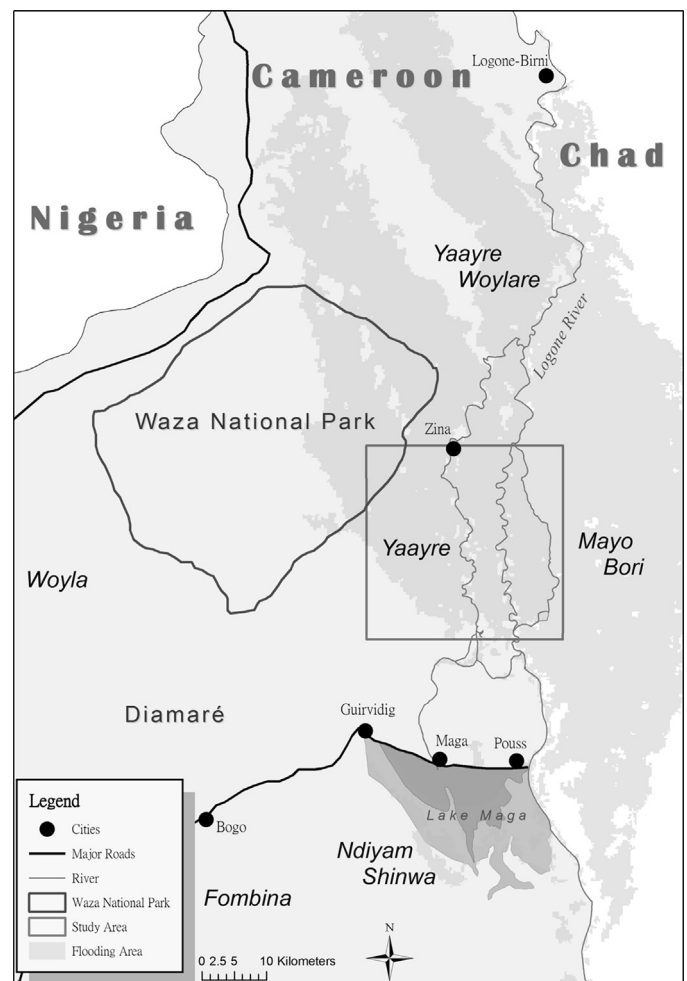 Cameroon
Logone-Birni
Chad
Nigeria
Yaayre
Woylare
Logone River
Waza National Park
Zina
Yaayre
Mayo
Bori
Woyla
Diamaré
Guirvidig
Maga
Pouss
Lake Maga
Bogo
Ndiyam
Shinwa
Fombina
Legend
Cities
Major Roads
River
Waza National Park
Study Area
Flooding Area
N
0 2.5 5 10 Kilometers